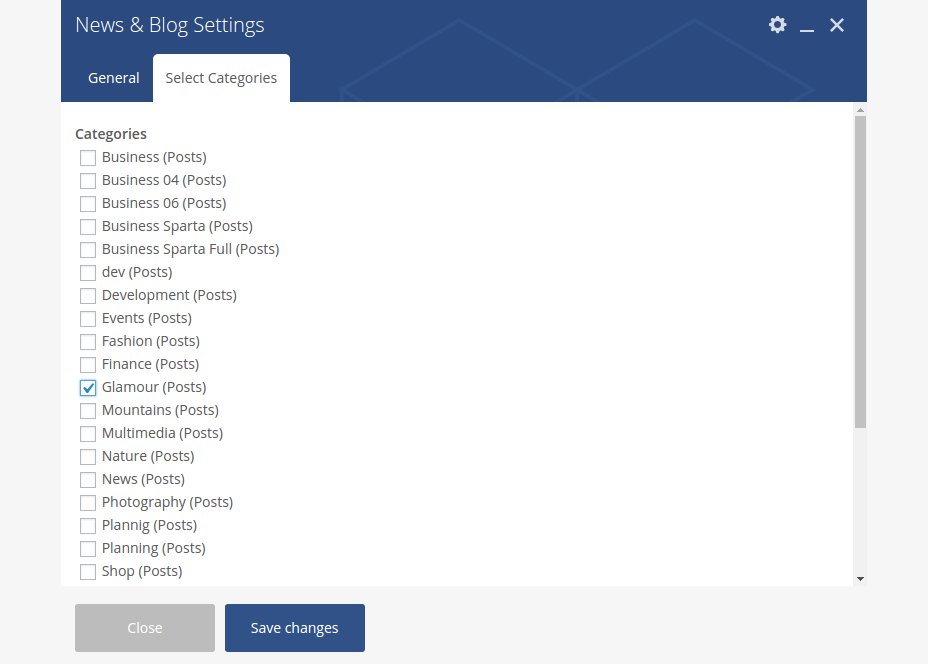 News & Blog Settings
General
Select Categories
Categories
Business (Posts)
Business 04 (Posts)
Business 06 (Posts)
Business Sparta (Posts)
Business Sparta Full (Posts)
dev (Posts)
Development (Posts)
Events (Posts)
Fashion (Posts)
Finance (Posts)
Glamour (Posts)
Mountains (Posts)
Multimedia (Posts)
Nature (Posts)
News (Posts)
Photography (Posts)
Plannig (Posts)
Planning (Posts)
Shop (Posts)
Close
Save changes